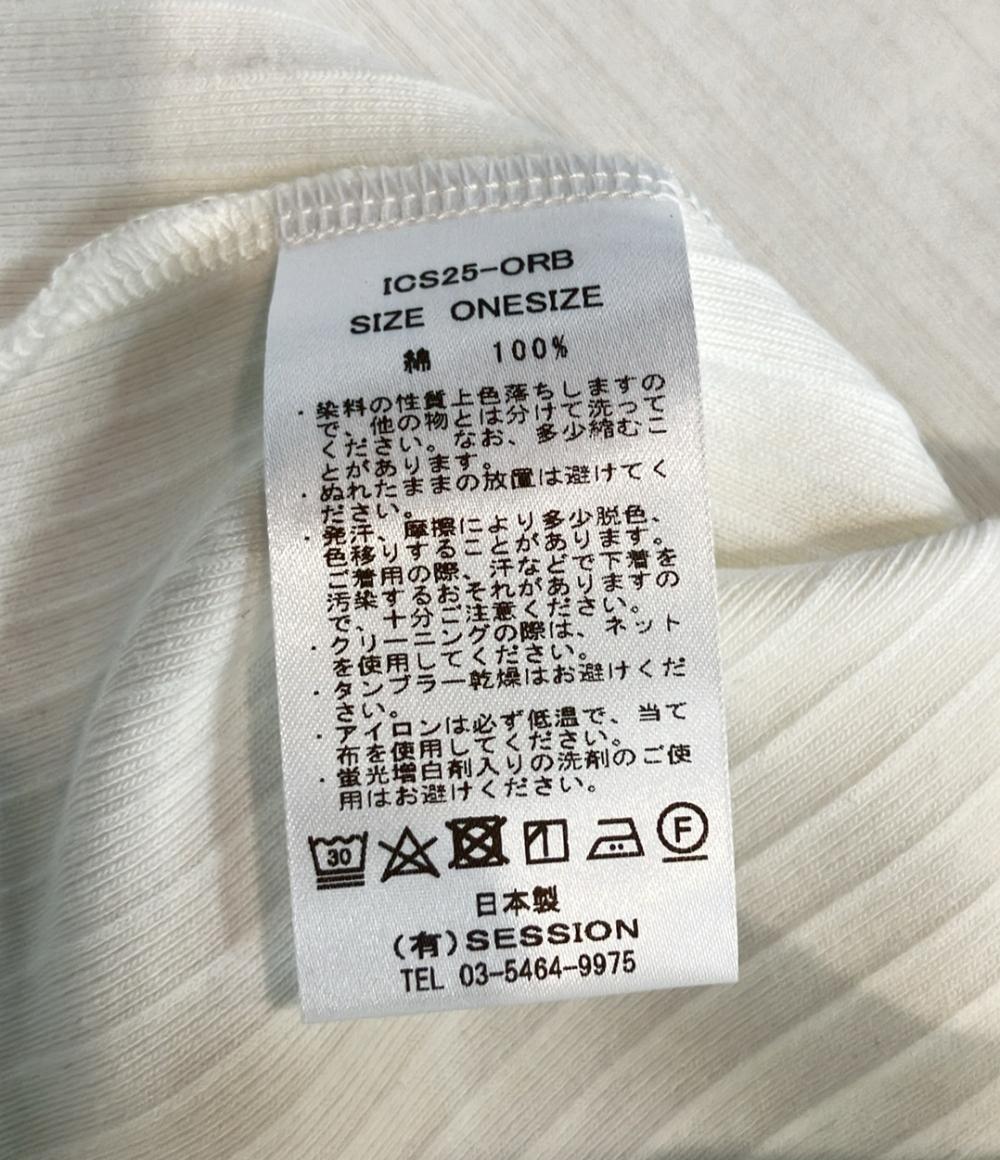 ICS25-ORB
SIZE ONESIZE
綿 100%
・染料の性質上色落ちしますの
で、他の物とは分けて洗って
ください。なお、多少縮むこ
とがあります。
・ぬれたままの放置は避けてく
ださい。
・発汗、摩擦により多少脱色、
色移りすることがあります。
ご着用の際、汗などで下着を
汚染するおそれがありますの
で、十分ご注意ください。
・クリーニングの際は、ネット
を使用してください。
・タンブラー乾燥はお避けくだ
さい。
・アイロンは必ず低温で、当て
布を使用してください。
・蛍光増白剤入りの洗剤のご使
用はお避けください。
30 F
日本製
(有)SESSION
TEL 03-5464-9975